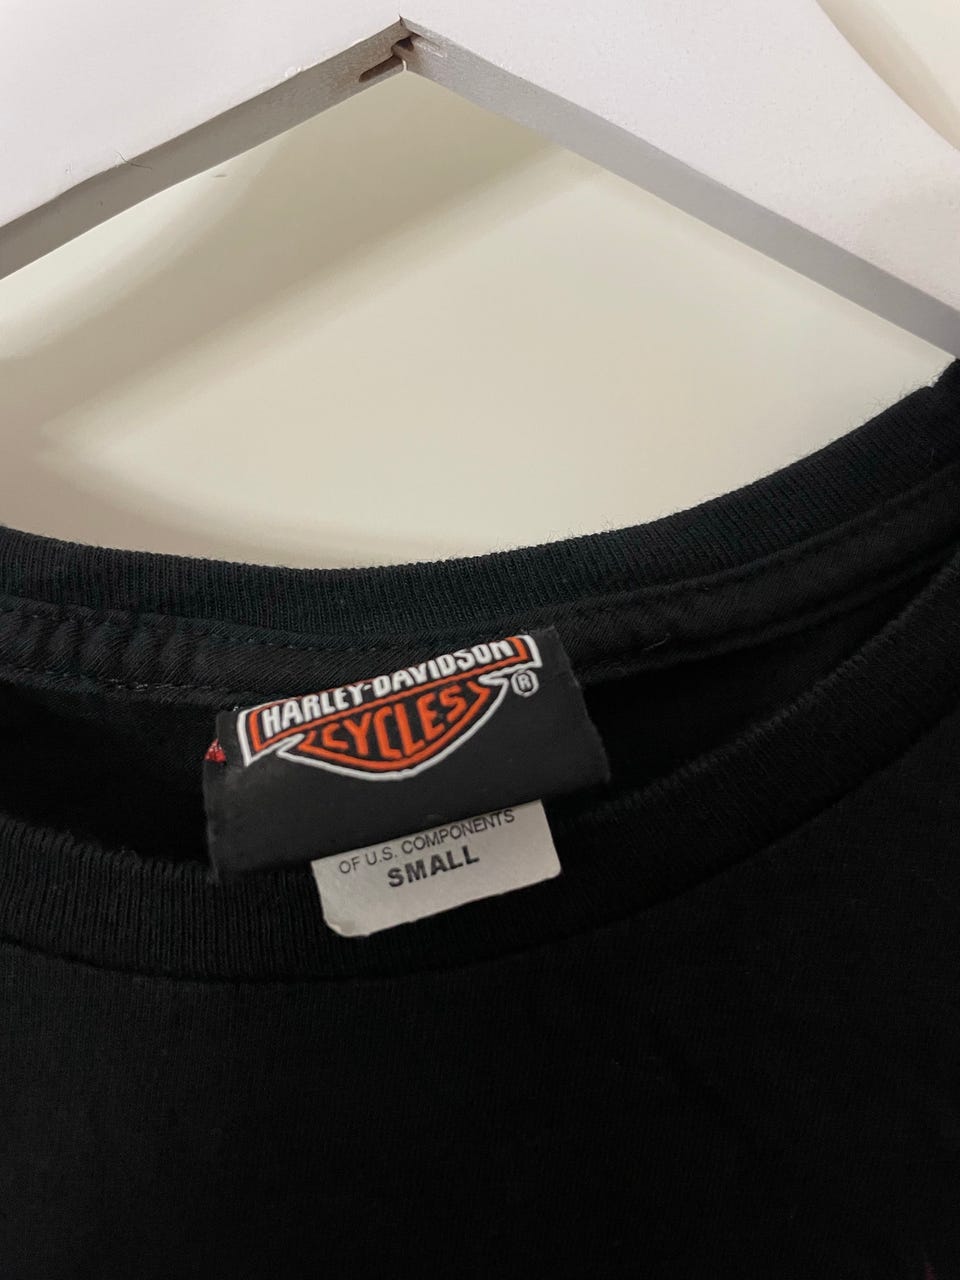 HARLEY-DAVIDSON
CYCLES
®
OF U.S. COMPONENTS
SMALL